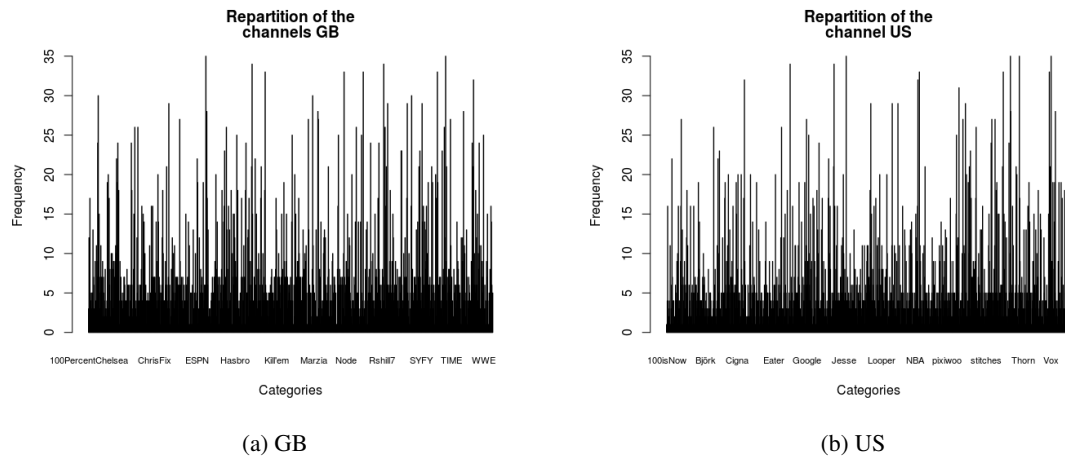 Repartition of the
channels GB
Frequency
35
30
25
20
15
10
5
0
100PercentChelsea ChrisFix ESPN Hasbro Kill'em Marzia Node Rshill7 SYFY TIME WWE
Categories
(a) GB
Repartition of the
channel US
Frequency
35
30
25
20
15
10
5
0
100isNow Björk Cigna Eater Google Jesse Looper NBA pixiwoo stitches Thorn Vox
Categories
(b) US